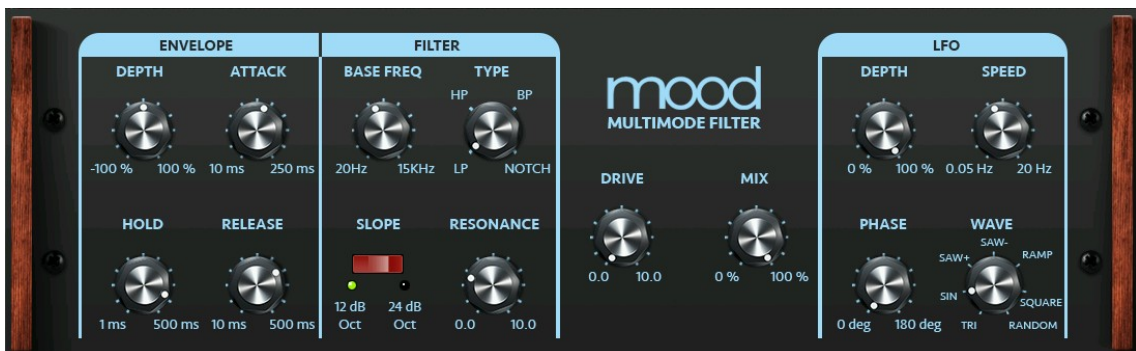 ENVELOPE
FILTER
LFO
DEPTH
ATTACK
BASE FREQ
TYPE
HP
BP
LP
NOTCH
-100 %
100 %
10 ms
250 ms
20Hz
15KHz
mood
MULTIMODE FILTER
DEPTH
SPEED
0 %
100 %
0.05 Hz
20 Hz
HOLD
RELEASE
SLOPE
RESONANCE
1 ms
500 ms
10 ms
500 ms
12 dB
Oct
24 dB
Oct
0.0
10.0
DRIVE
MIX
0.0
10.0
0 %
100 %
PHASE
WAVE
0 deg
180 deg
SAW-
SAW+
RAMP
SIN
SQUARE
TRI
RANDOM